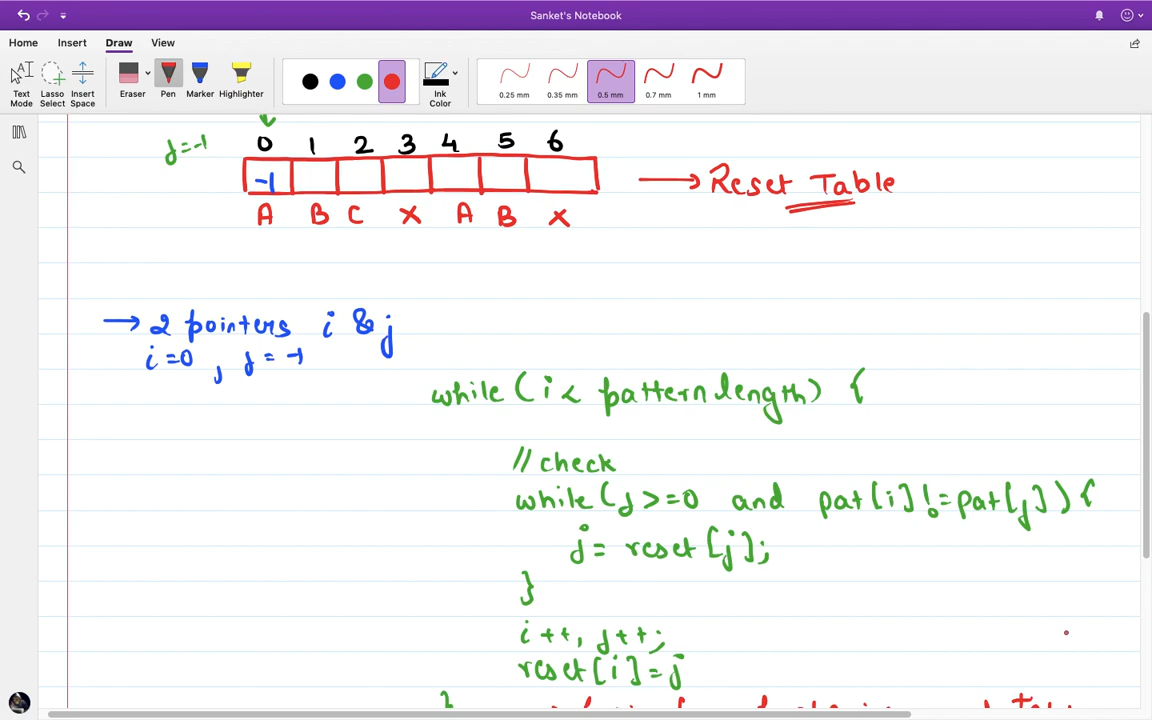 Sanket's Notebook
Home Insert Draw View
Text Mode
Lasso Select
Insert Space
Eraser
Pen
Marker
Highlighter
Ink Color
0.25 mm
0.35 mm
0.5 mm
0.7 mm
1 mm
j=-1
0 1 2 3 4 5 6
-1
→ Reset Table
A B C X A B X
→ 2 pointers i & j
i=0 , j=-1
while(i< patternlength) {
//check
while(j>=0 and pat[i]!=pat[j]){
j= reset[j];
}
i++, j++;
reset[i]=j
}